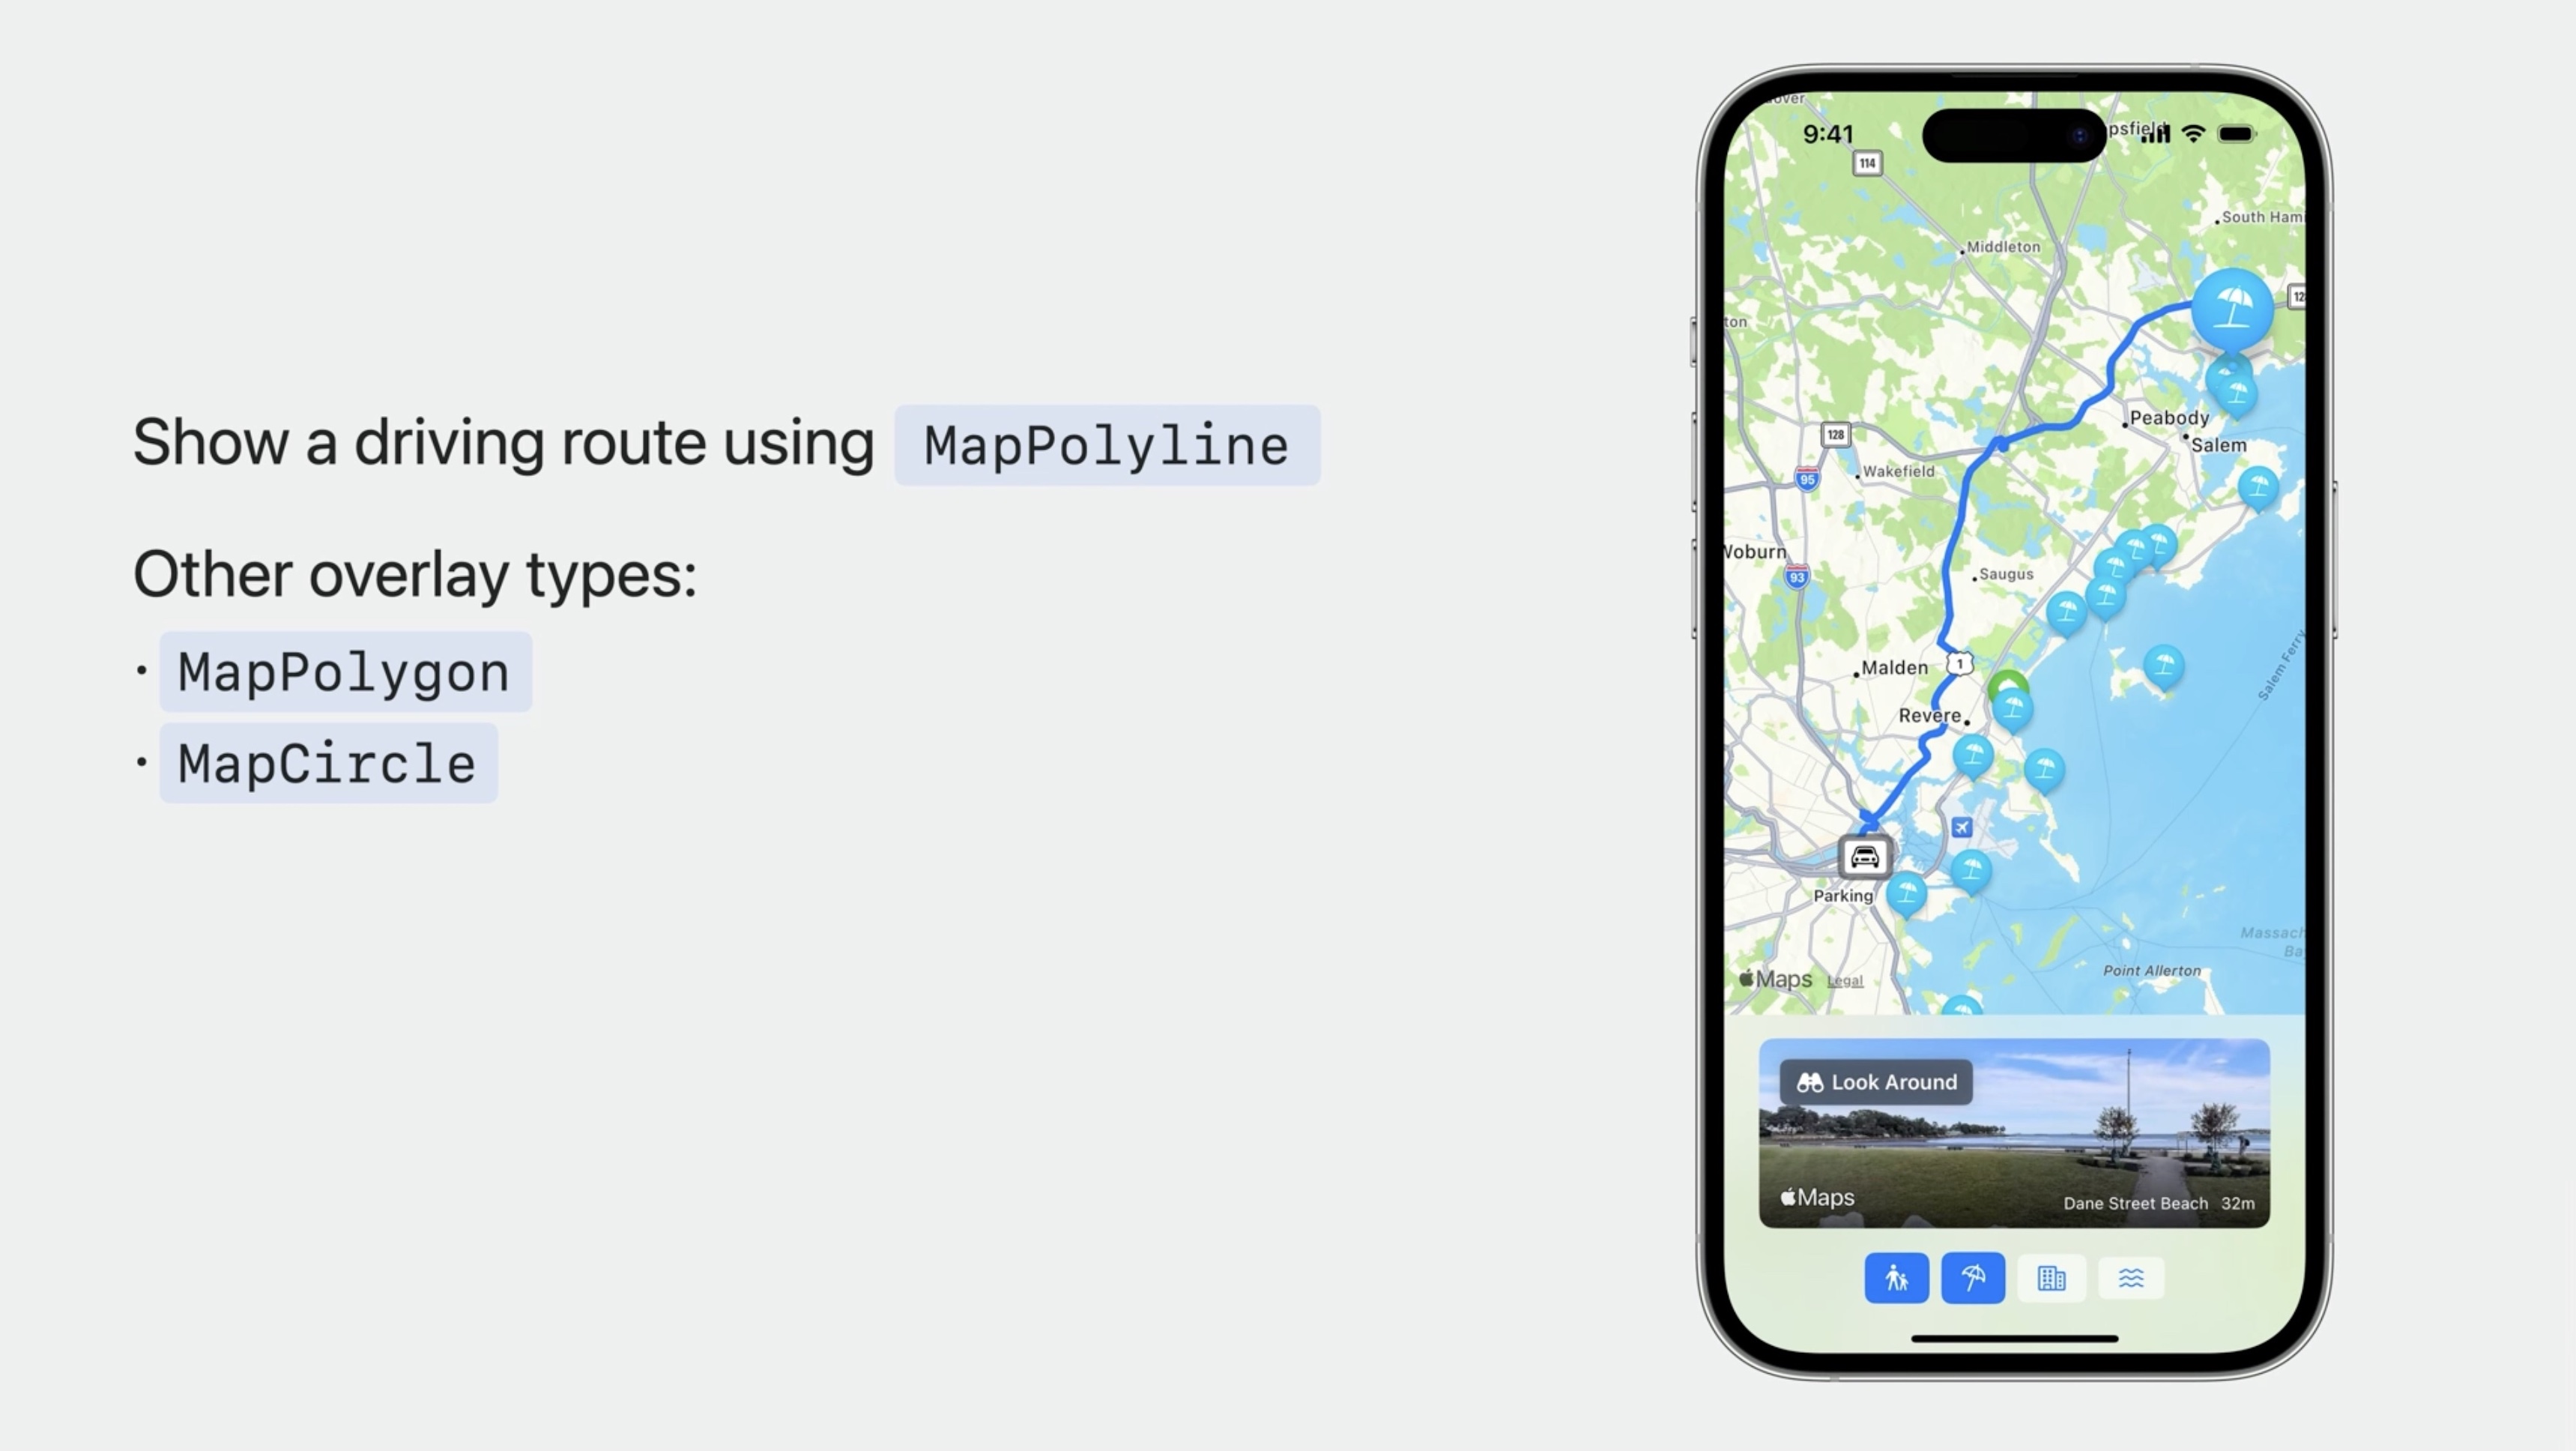 Show a driving route using MapPolyline
Other overlay types:
· MapPolygon
· MapCircle
9:41
psfield
114
South Ham
Middleton
128
ton
Peabody
Salem
128
Wakefield
95
Woburn
93
Saugus
Salem Ferry
1
Malden
Revere
Parking
Massach
Ba
Point Allerton
Maps Legal
Look Around
Maps
Dane Street Beach 32m